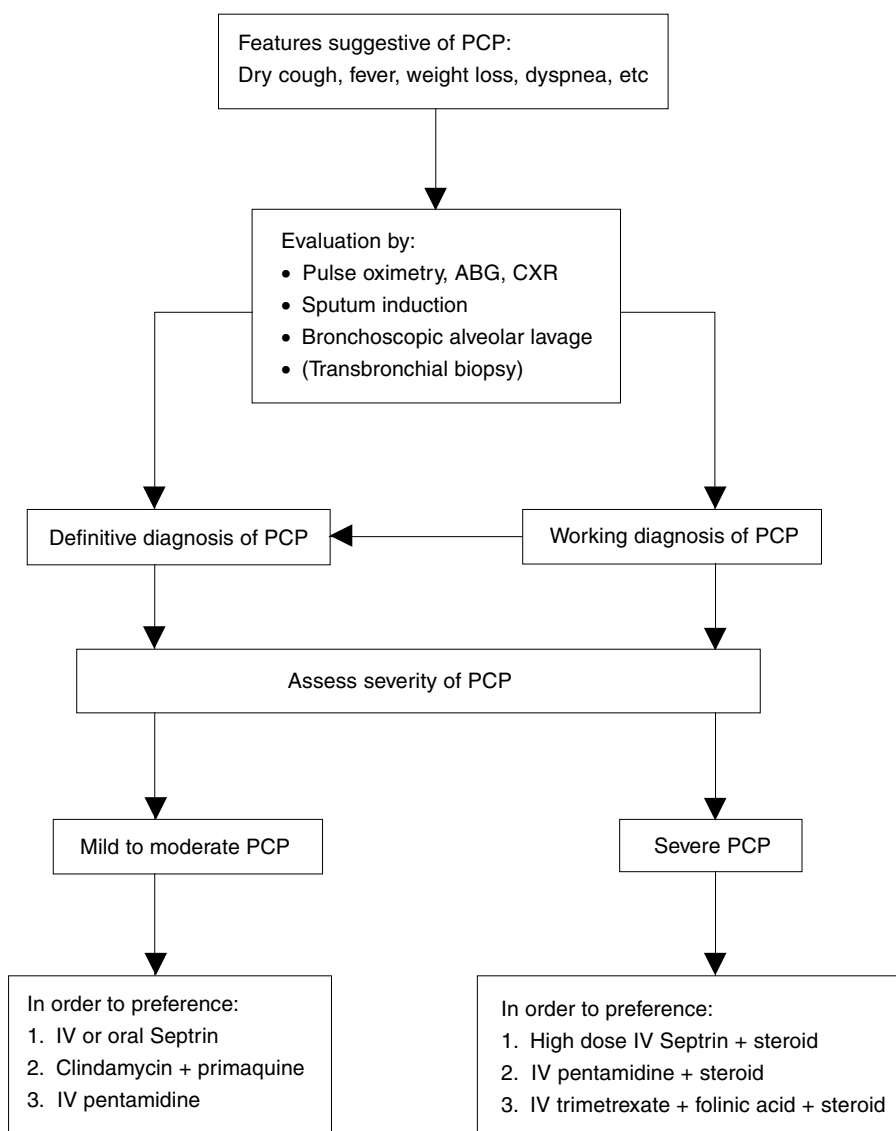 Features suggestive of PCP:
Dry cough, fever, weight loss, dyspnea, etc
Evaluation by:
• Pulse oximetry, ABG, CXR
• Sputum induction
• Bronchoscopic alveolar lavage
• (Transbronchial biopsy)
Definitive diagnosis of PCP
Working diagnosis of PCP
Assess severity of PCP
Mild to moderate PCP
Severe PCP
In order to preference:
1. IV or oral Septrin
2. Clindamycin + primaquine
3. IV pentamidine
In order to preference:
1. High dose IV Septrin + steroid
2. IV pentamidine + steroid
3. IV trimetrexate + folinic acid + steroid